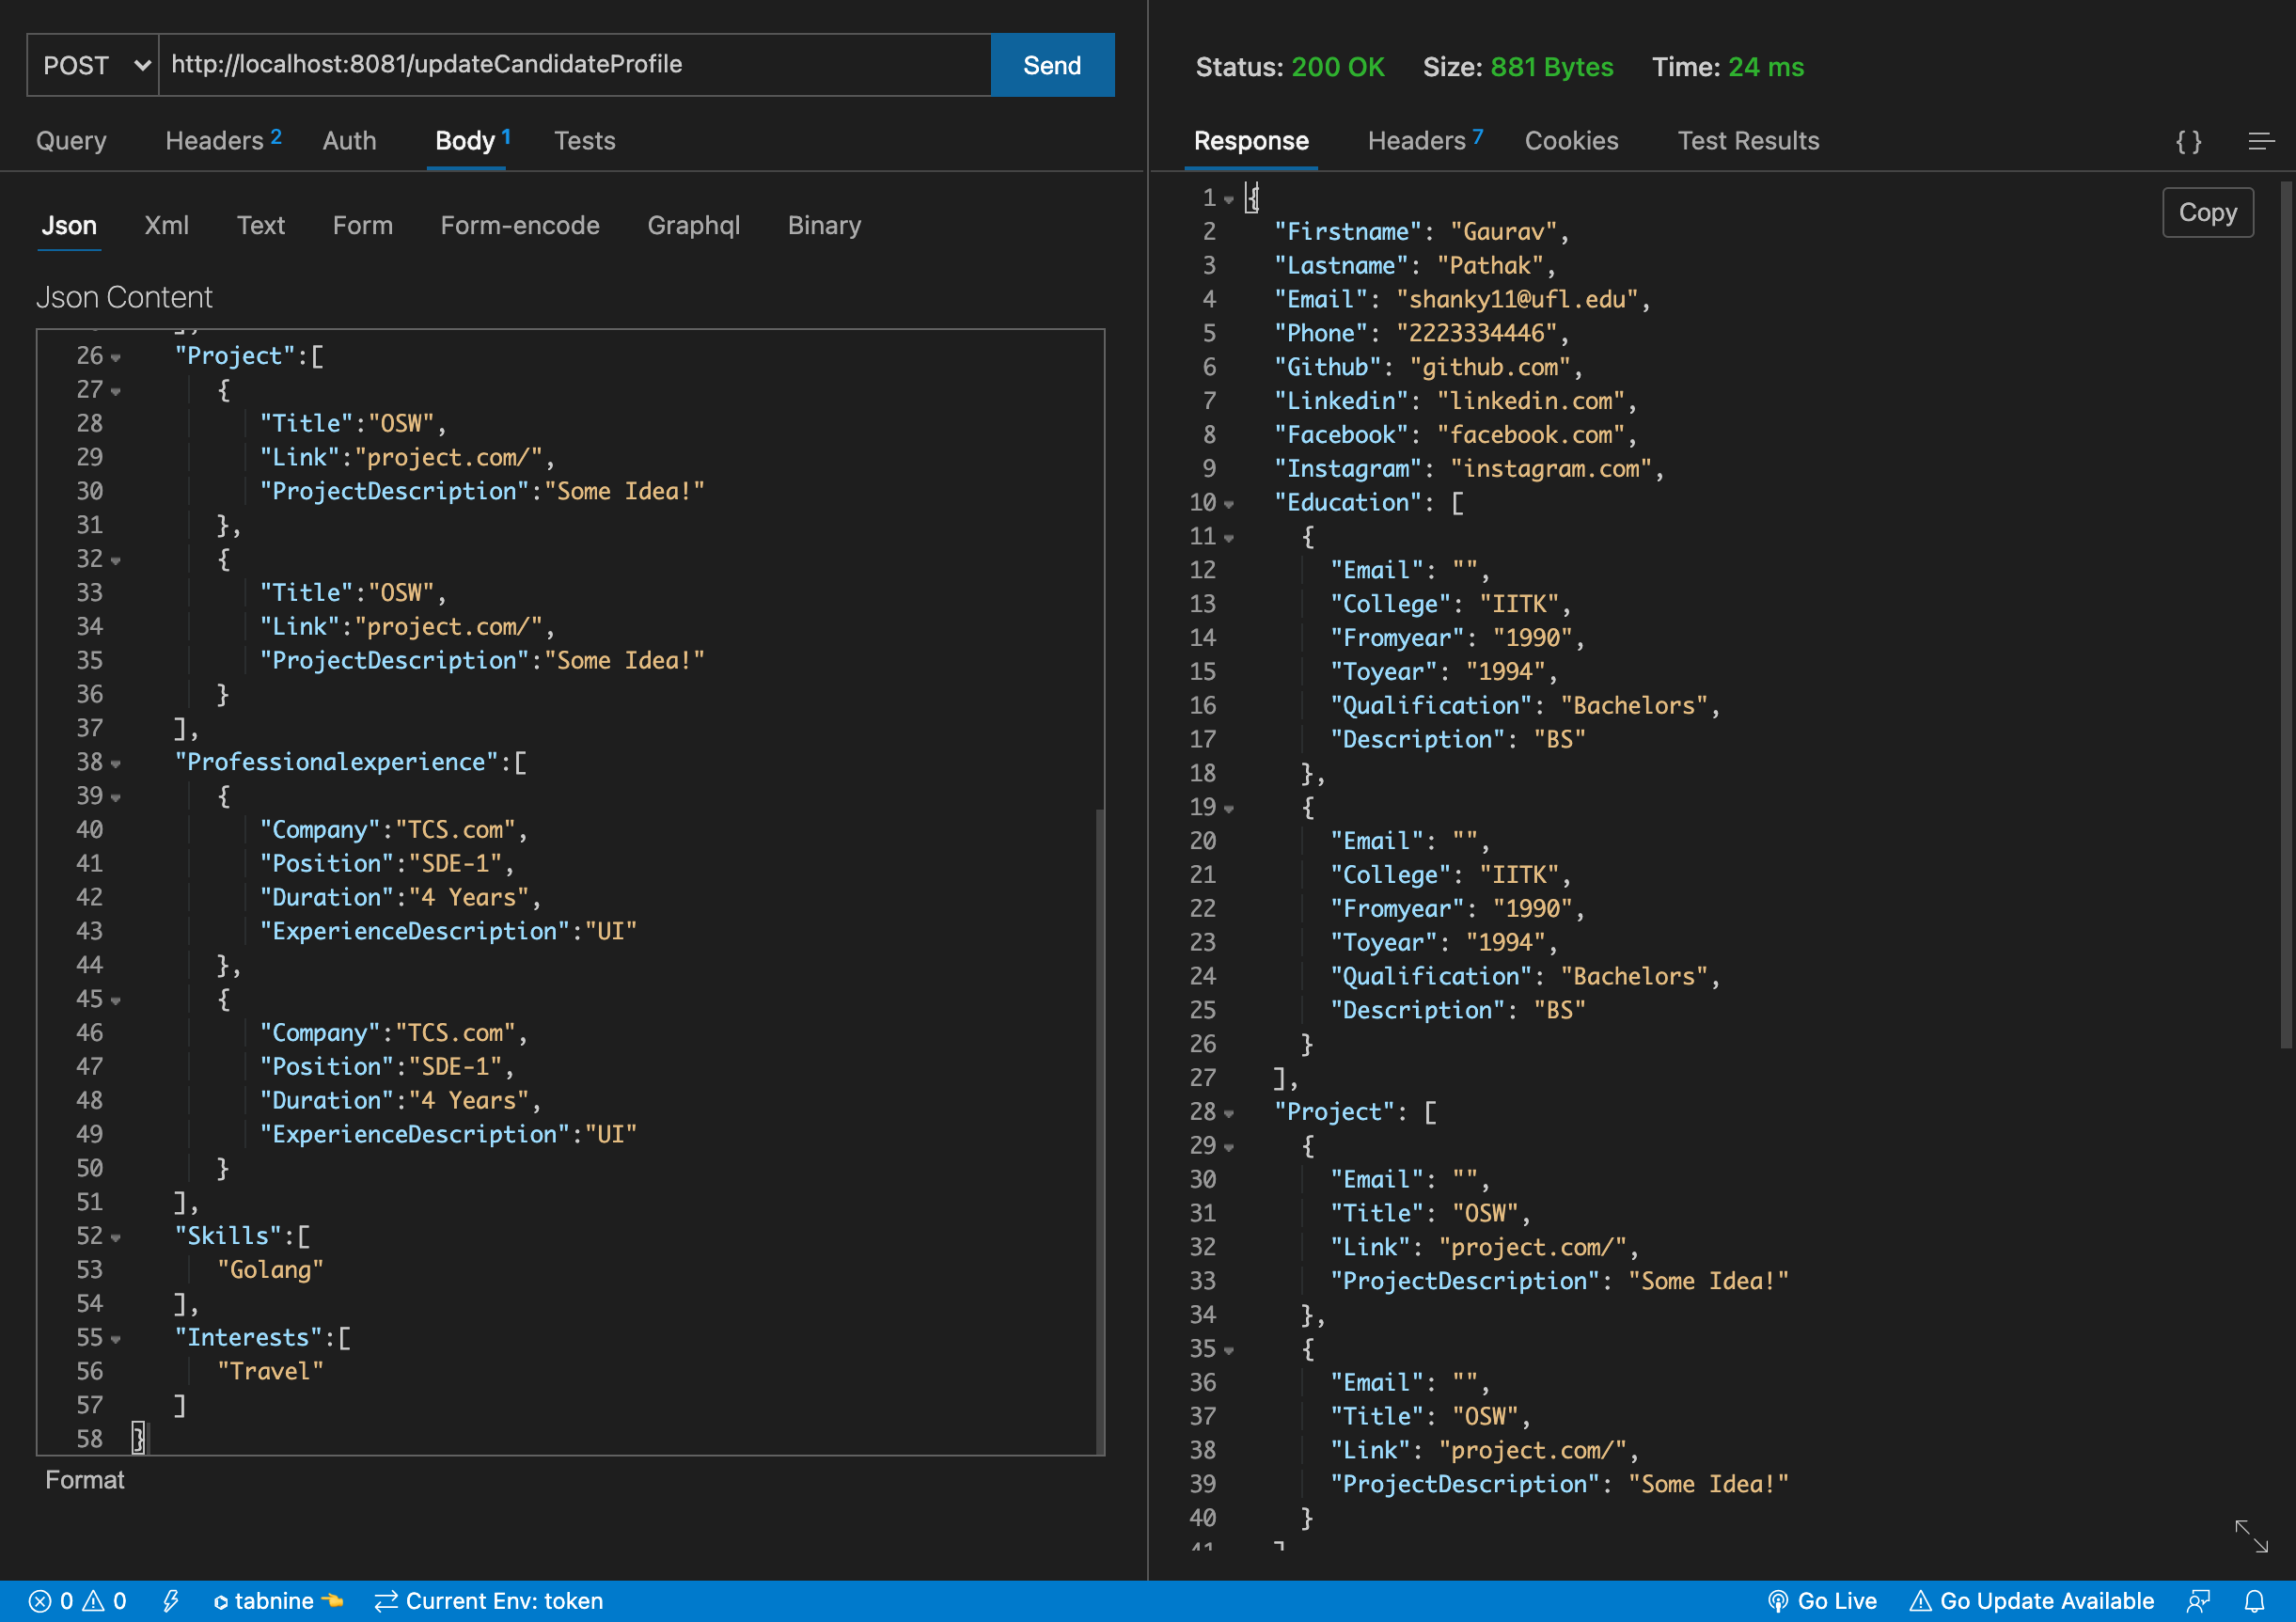 POST http://localhost:8081/updateCandidateProfile Send
Query Headers 2 Auth Body 1 Tests
Json Xml Text Form Form-encode Graphql Binary
Json Content
26 "Project":[
27 {
28 "Title":"OSW",
29 "Link":"project.com/",
30 "ProjectDescription":"Some Idea!"
31 },
32 {
33 "Title":"OSW",
34 "Link":"project.com/",
35 "ProjectDescription":"Some Idea!"
36 }
37 ],
38 "Professionalexperience":[
39 {
40 "Company":"TCS.com",
41 "Position":"SDE-1",
42 "Duration":"4 Years",
43 "ExperienceDescription":"UI"
44 },
45 {
46 "Company":"TCS.com",
47 "Position":"SDE-1",
48 "Duration":"4 Years",
49 "ExperienceDescription":"UI"
50 }
51 ],
52 "Skills":[
53 "Golang"
54 ],
55 "Interests":[
56 "Travel"
57 ]
58 }
Format
Status: 200 OK Size: 881 Bytes Time: 24 ms
Response Headers 7 Cookies Test Results { }
Copy
1 {
2 "Firstname": "Gaurav",
3 "Lastname": "Pathak",
4 "Email": "shanky11@ufl.edu",
5 "Phone": "2223334446",
6 "Github": "github.com",
7 "Linkedin": "linkedin.com",
8 "Facebook": "facebook.com",
9 "Instagram": "instagram.com",
10 "Education": [
11 {
12 "Email": "",
13 "College": "IITK",
14 "Fromyear": "1990",
15 "Toyear": "1994",
16 "Qualification": "Bachelors",
17 "Description": "BS"
18 },
19 {
20 "Email": "",
21 "College": "IITK",
22 "Fromyear": "1990",
23 "Toyear": "1994",
24 "Qualification": "Bachelors",
25 "Description": "BS"
26 }
27 ],
28 "Project": [
29 {
30 "Email": "",
31 "Title": "OSW",
32 "Link": "project.com/",
33 "ProjectDescription": "Some Idea!"
34 },
35 {
36 "Email": "",
37 "Title": "OSW",
38 "Link": "project.com/",
39 "ProjectDescription": "Some Idea!"
40 }
41 ]
0 0 tabnine Current Env: token Go Live Go Update Available